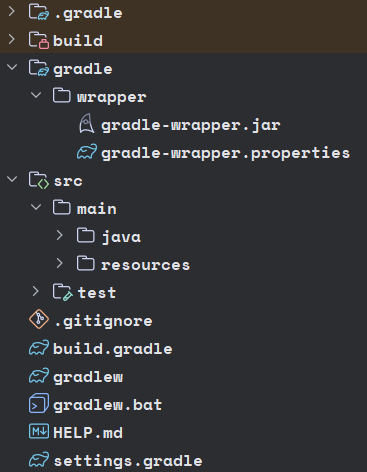 .gradle
build
gradle
wrapper
gradle-wrapper.jar
gradle-wrapper.properties
src
main
java
resources
test
.gitignore
build.gradle
gradlew
gradlew.bat
M↓ HELP.md
settings.gradle